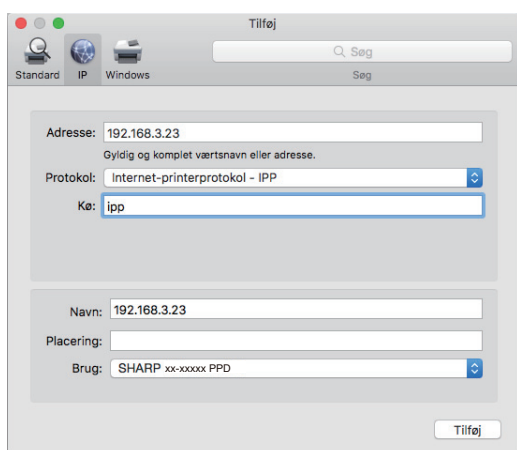 Tilføj
Søg
Standard IP Windows Søg
Adresse: 192.168.3.23
Gyldig og komplet værtsnavn eller adresse.
Protokol: Internet-printerprotokol - IPP
Kø: ipp
Navn: 192.168.3.23
Placering:
Brug: SHARP xx-xxxxx PPD
Tilføj